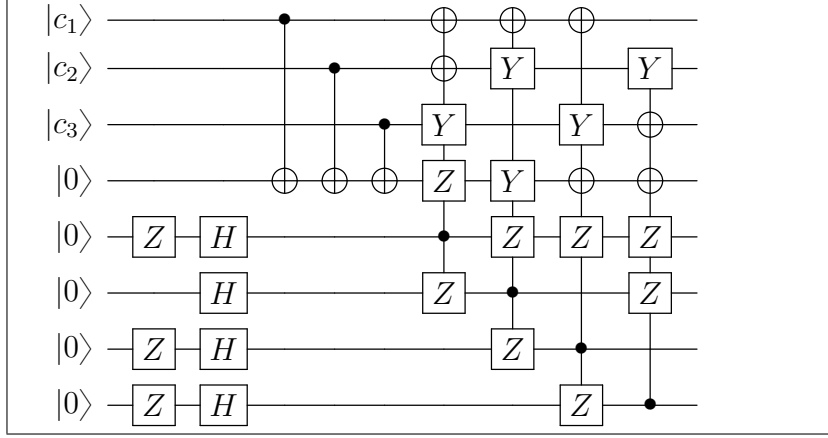 |c₁⟩
|c₂⟩ Y Y
|c₃⟩ Y Y
|0⟩ Z Y
|0⟩ Z H Z Z Z
|0⟩ H Z Z
|0⟩ Z H Z
|0⟩ Z H Z